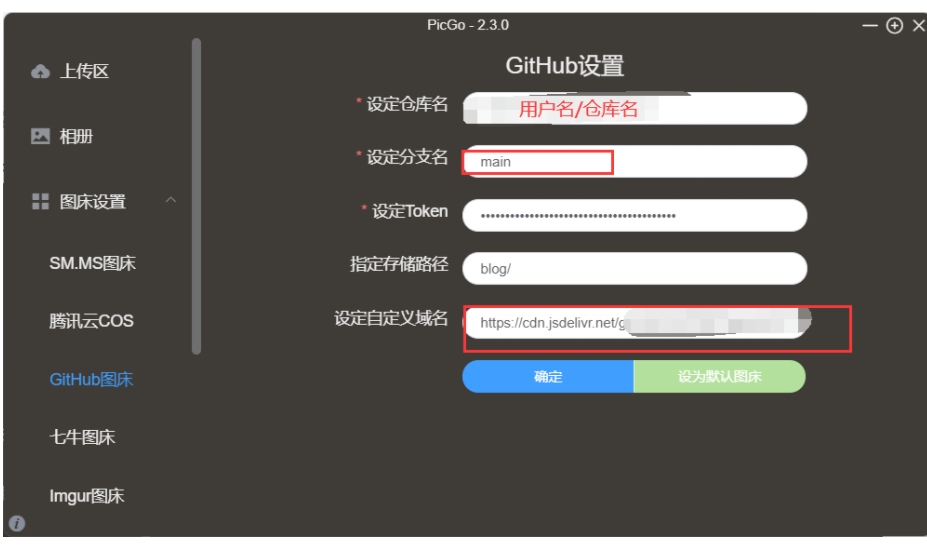 PicGo - 2.3.0
上传区
相册
图床设置
SM.MS图床
腾讯云COS
GitHub图床
七牛图床
Imgur图床
GitHub设置
* 设定仓库名 用户名/仓库名
* 设定分支名 main
* 设定Token ••••••••••••••••••••••••••••••••••••••••
指定存储路径 blog/
设定自定义域名 https://cdn.jsdelivr.net/g
确定 设为默认图床